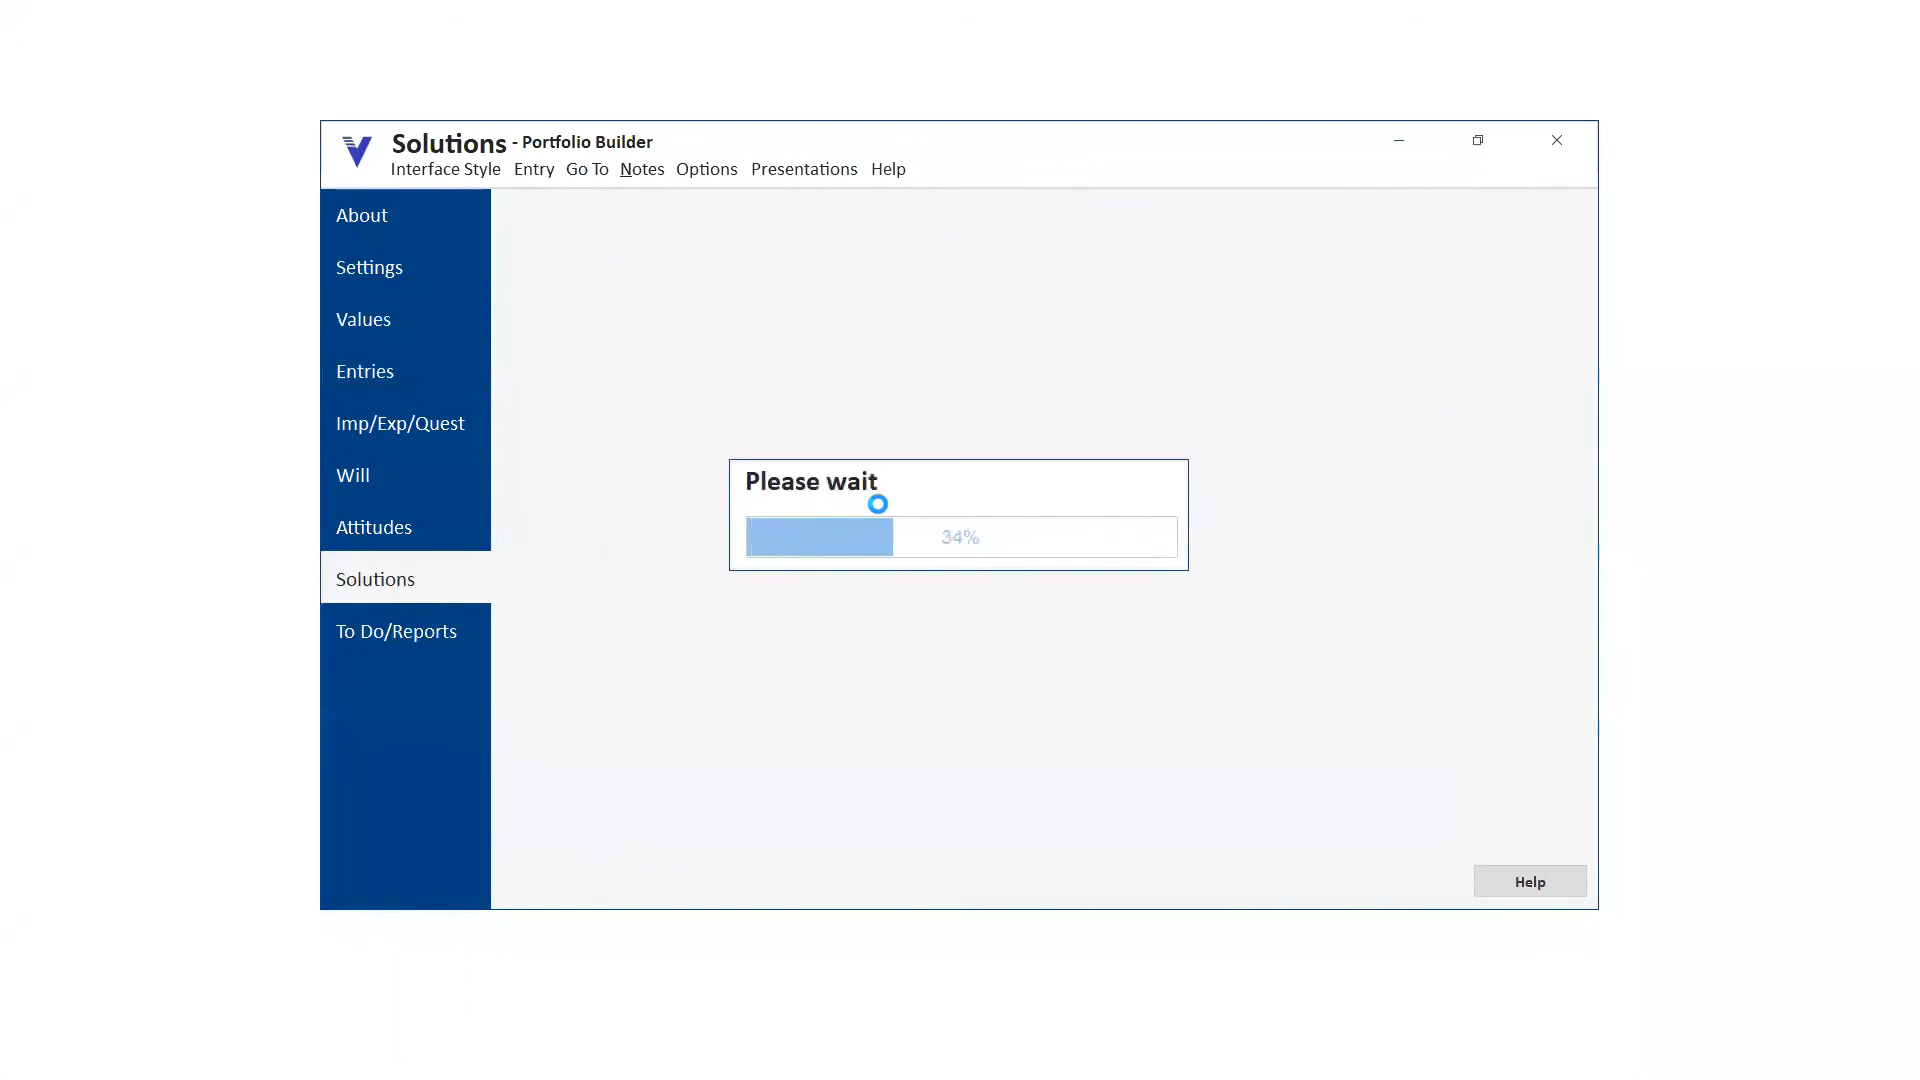 Solutions - Portfolio Builder
Interface Style Entry Go To Notes Options Presentations Help
About
Settings
Values
Entries
Imp/Exp/Quest
Will
Attitudes
Solutions
To Do/Reports
Please wait
34%
Help